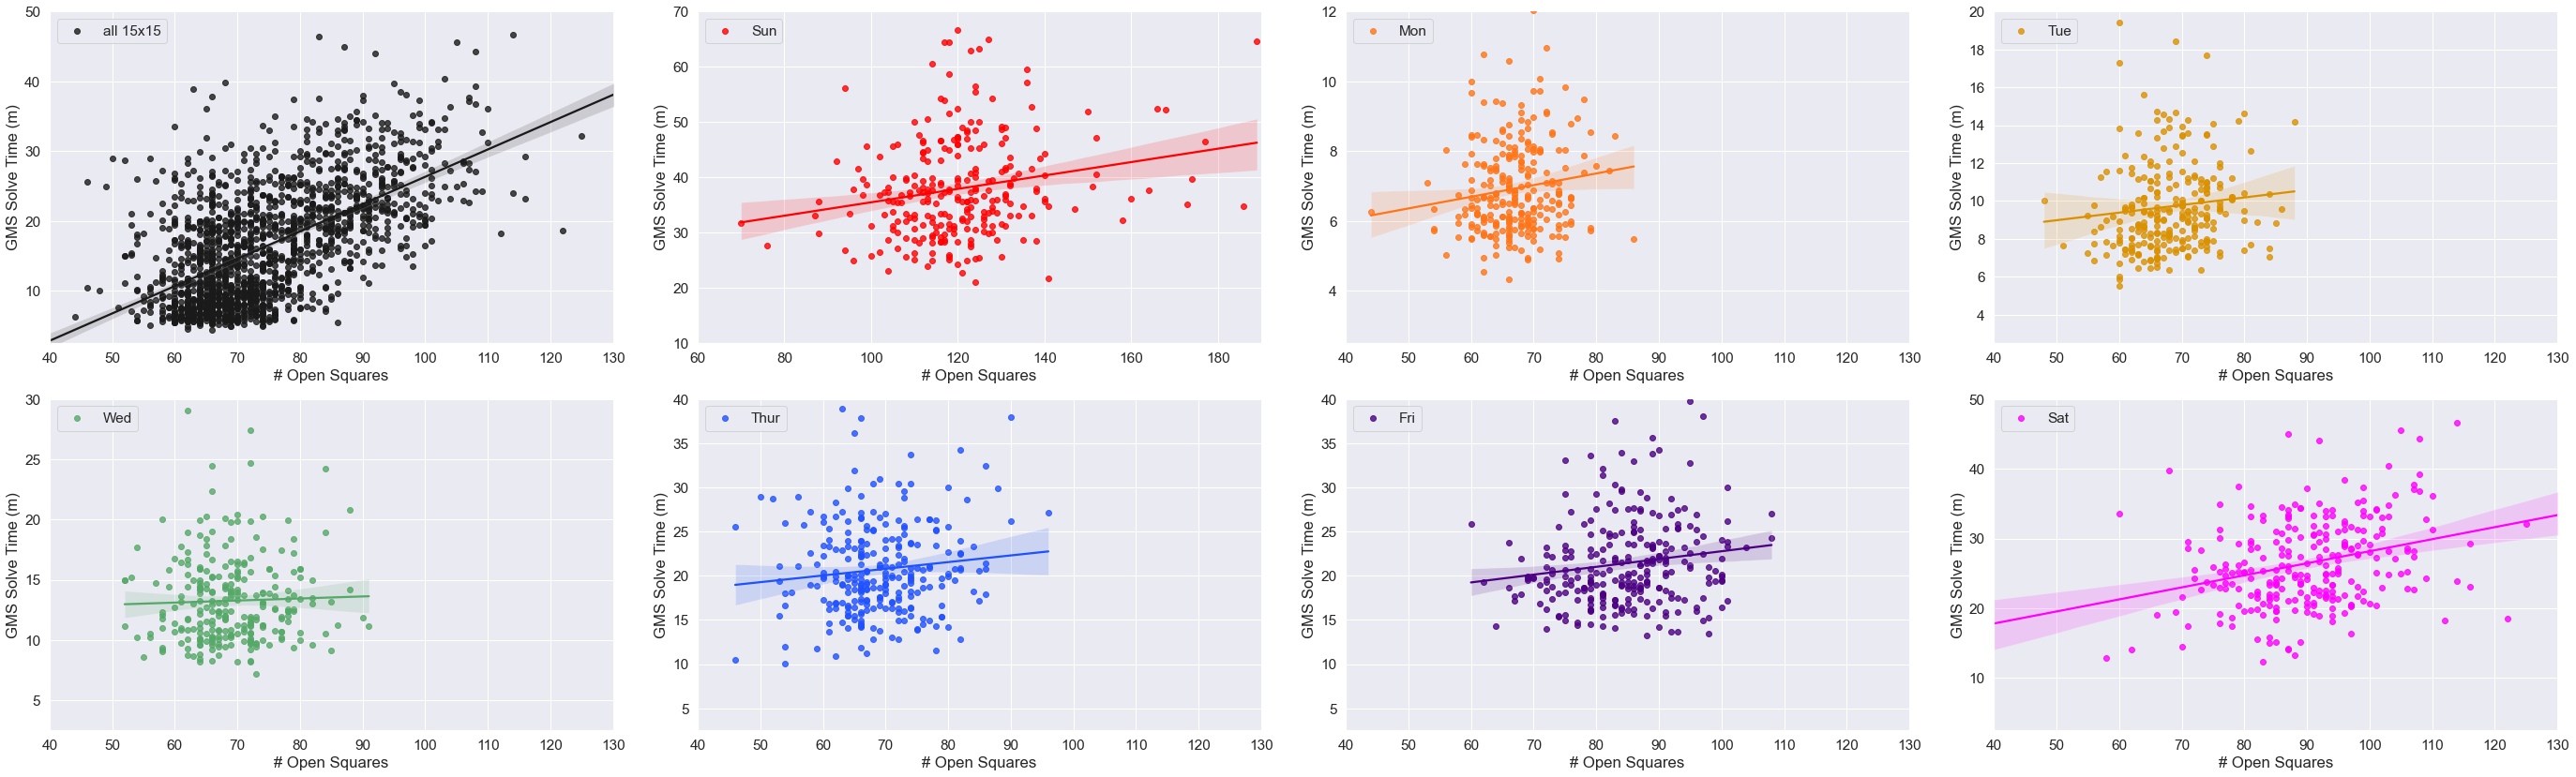 50
40
30
20
10
GMS Solve Time (m)
all 15x15
40 50 60 70 80 90 100 110 120 130
# Open Squares
70
60
50
40
30
20
10
GMS Solve Time (m)
Sun
60 80 100 120 140 160 180
# Open Squares
12
10
8
6
4
GMS Solve Time (m)
Mon
40 50 60 70 80 90 100 110 120 130
# Open Squares
20
18
16
14
12
10
8
6
4
GMS Solve Time (m)
Tue
40 50 60 70 80 90 100 110 120 130
# Open Squares
30
25
20
15
10
5
GMS Solve Time (m)
Wed
40 50 60 70 80 90 100 110 120 130
# Open Squares
40
35
30
25
20
15
10
5
GMS Solve Time (m)
Thur
40 50 60 70 80 90 100 110 120 130
# Open Squares
40
35
30
25
20
15
10
5
GMS Solve Time (m)
Fri
40 50 60 70 80 90 100 110 120 130
# Open Squares
50
40
30
20
10
GMS Solve Time (m)
Sat
40 50 60 70 80 90 100 110 120 130
# Open Squares